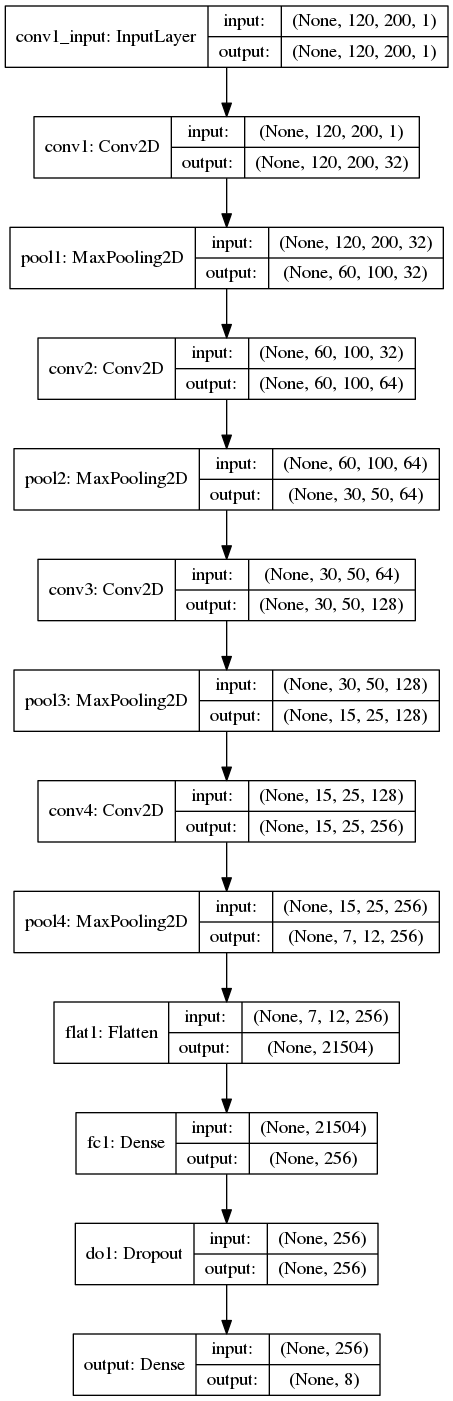 conv1_input: InputLayer
input: (None, 120, 200, 1)
output: (None, 120, 200, 1)
conv1: Conv2D
input: (None, 120, 200, 1)
output: (None, 120, 200, 32)
pool1: MaxPooling2D
input: (None, 120, 200, 32)
output: (None, 60, 100, 32)
conv2: Conv2D
input: (None, 60, 100, 32)
output: (None, 60, 100, 64)
pool2: MaxPooling2D
input: (None, 60, 100, 64)
output: (None, 30, 50, 64)
conv3: Conv2D
input: (None, 30, 50, 64)
output: (None, 30, 50, 128)
pool3: MaxPooling2D
input: (None, 30, 50, 128)
output: (None, 15, 25, 128)
conv4: Conv2D
input: (None, 15, 25, 128)
output: (None, 15, 25, 256)
pool4: MaxPooling2D
input: (None, 15, 25, 256)
output: (None, 7, 12, 256)
flat1: Flatten
input: (None, 7, 12, 256)
output: (None, 21504)
fc1: Dense
input: (None, 21504)
output: (None, 256)
do1: Dropout
input: (None, 256)
output: (None, 256)
output: Dense
input: (None, 256)
output: (None, 8)